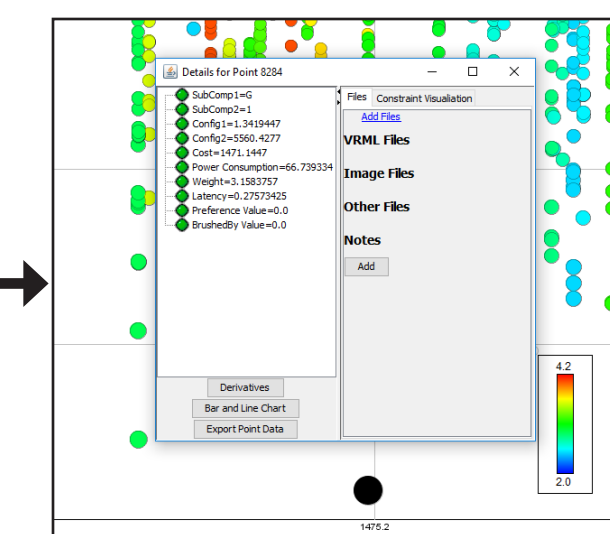 Details for Point 8284
SubComp1=G
SubComp2=1
Config1=1.3419447
Config2=5560.4277
Cost=1471.1447
Power Consumption=66.739334
Weight=3.1583757
Latency=0.27573425
Preference Value=0.0
BrushedBy Value=0.0
Derivatives
Bar and Line Chart
Export Point Data
Files
Constraint Visualiation
Add Files
VRML Files
Image Files
Other Files
Notes
Add
4.2
2.0
1475.2